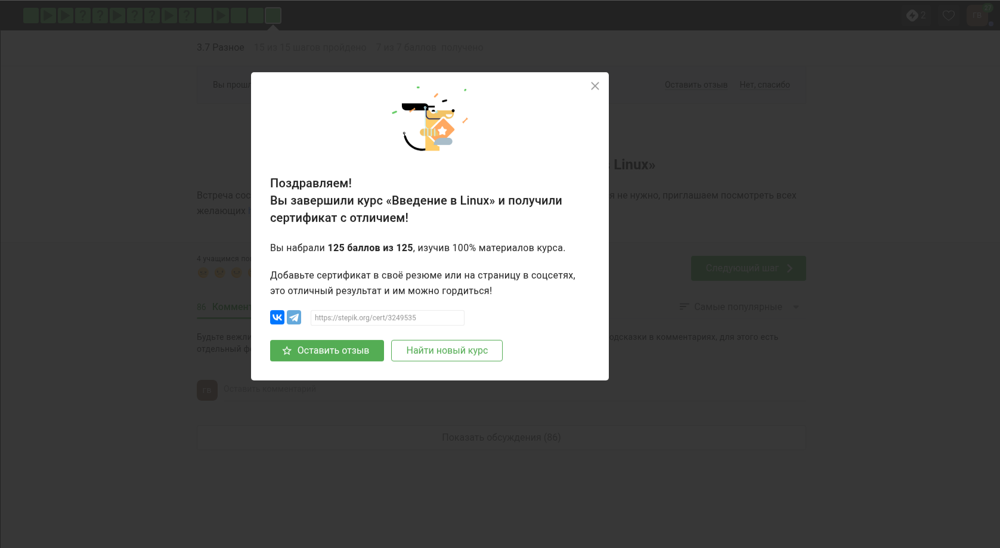 2
ГВ
27
3.7 Разное 15 из 15 шагов пройдено 7 из 7 баллов получено
Вы прошл
Оставить отзыв Нет, спасибо
Linux»
Встреча сос
я не нужно, приглашаем посмотреть всех
желающих
Поздравляем!
Вы завершили курс «Введение в Linux» и получили
сертификат с отличием!
Вы набрали 125 баллов из 125, изучив 100% материалов курса.
Добавьте сертификат в своё резюме или на страницу в соцсетях,
это отличный результат и им можно гордиться!
https://stepik.org/cert/3249535
Оставить отзыв Найти новый курс
4 учащимся по
Следующий шаг
86 Коммен
Самые популярные
Будьте вежли
одсказки в комментариях, для этого есть
отдельный ф
ГВ Оставить комментарий
Показать обсуждения (86)